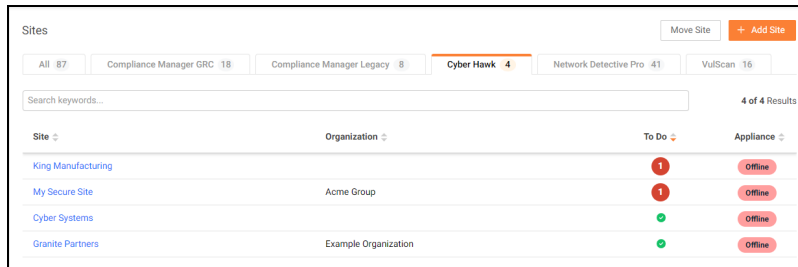 Sites
Move Site
+ Add Site
All 87
Compliance Manager GRC 18
Compliance Manager Legacy 8
Cyber Hawk 4
Network Detective Pro 41
VulScan 16
Search keywords...
4 of 4 Results
Site Organization To Do Appliance
King Manufacturing 1 Offline
My Secure Site Acme Group 1 Offline
Cyber Systems Offline
Granite Partners Example Organization Offline